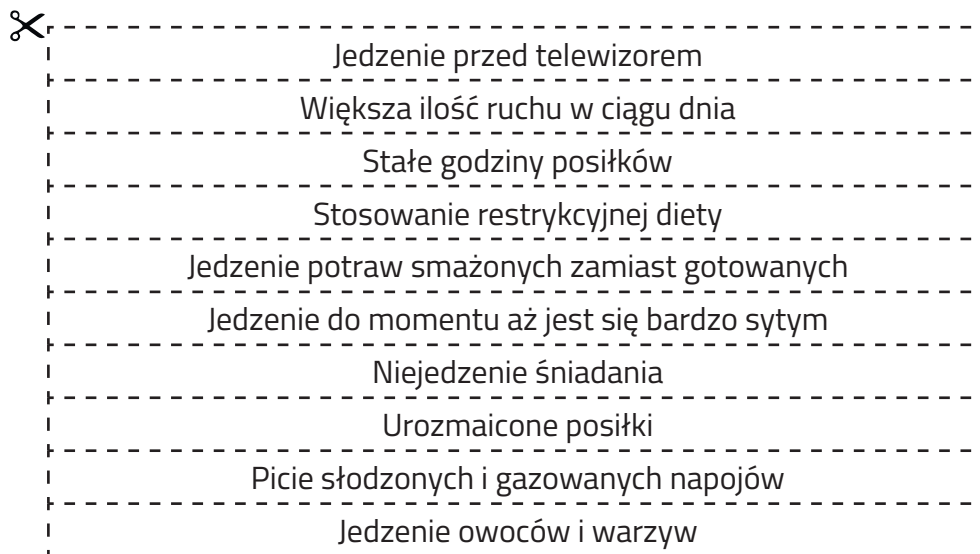 Jedzenie przed telewizorem
Większa ilość ruchu w ciągu dnia
Stałe godziny posiłków
Stosowanie restrykcyjnej diety
Jedzenie potraw smażonych zamiast gotowanych
Jedzenie do momentu aż jest się bardzo sytym
Niejedzenie śniadania
Urozmaicone posiłki
Picie słodzonych i gazowanych napojów
Jedzenie owoców i warzyw